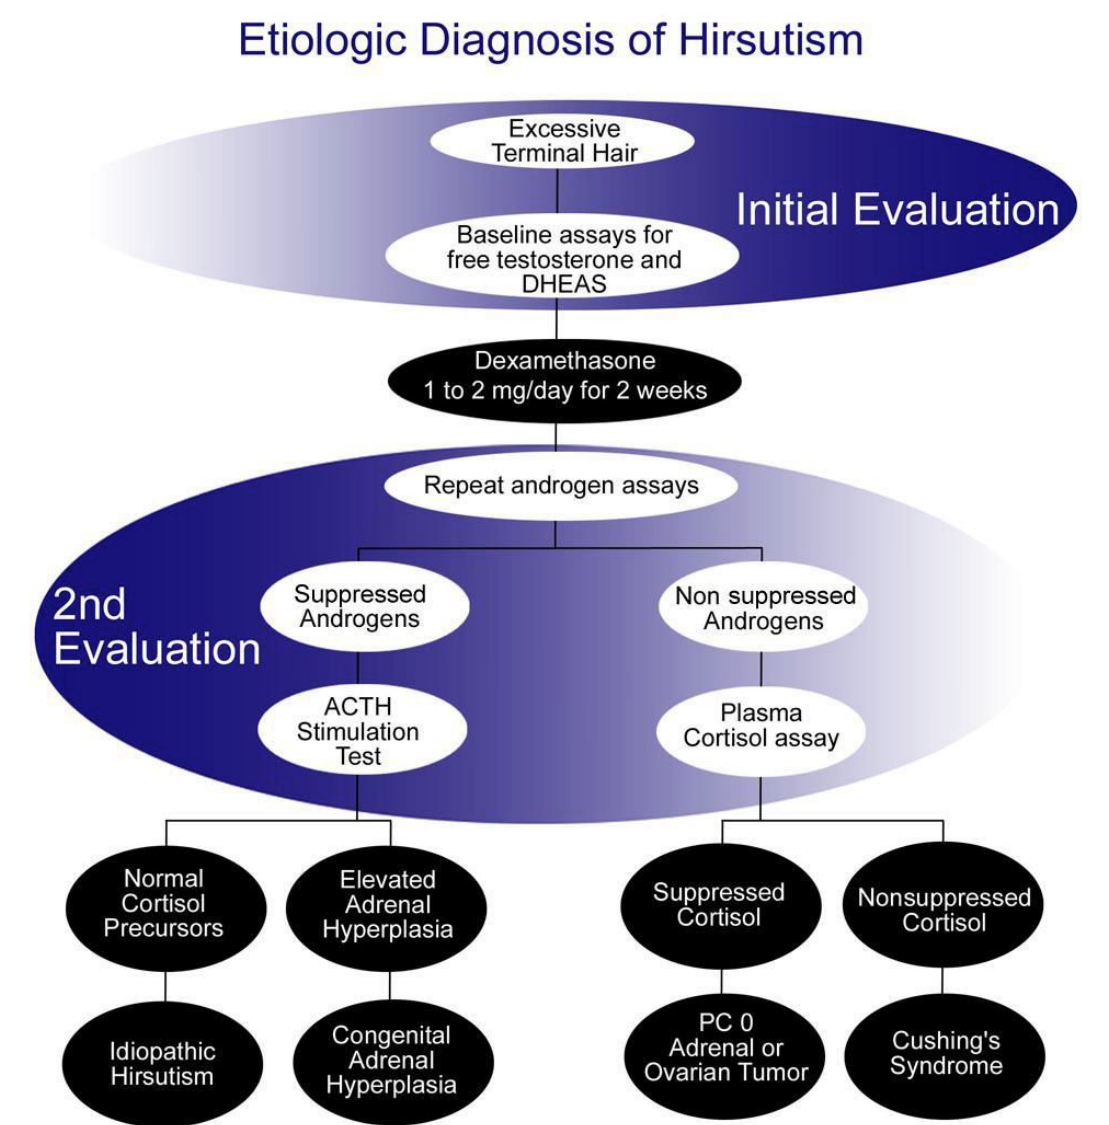 Etiologic Diagnosis of Hirsutism
Excessive
Terminal Hair
Initial Evaluation
Baseline assays for
free testosterone and
DHEAS
Dexamethasone
1 to 2 mg/day for 2 weeks
Repeat androgen assays
2nd
Evaluation
Suppressed
Androgens
Non suppressed
Androgens
ACTH
Stimulation
Test
Plasma
Cortisol assay
Normal
Cortisol
Precursors
Elevated
Adrenal
Hyperplasia
Suppressed
Cortisol
Nonsuppressed
Cortisol
Idiopathic
Hirsutism
Congenital
Adrenal
Hyperplasia
PC 0
Adrenal or
Ovarian Tumor
Cushing's
Syndrome